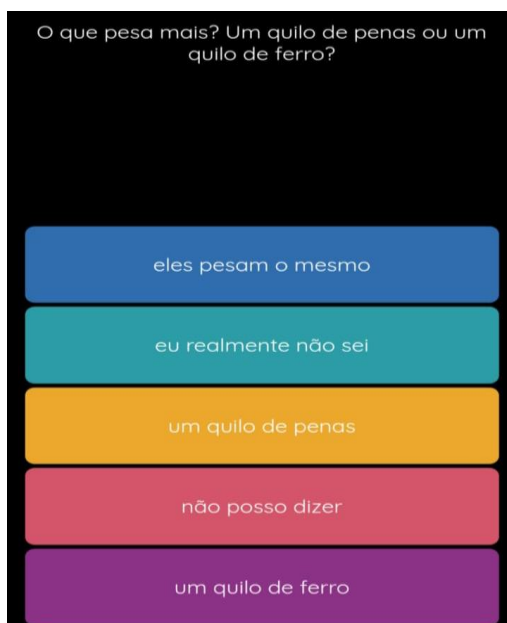 O que pesa mais? Um quilo de penas ou um
quilo de ferro?
eles pesam o mesmo
eu realmente não sei
um quilo de penas
não posso dizer
um quilo de ferro